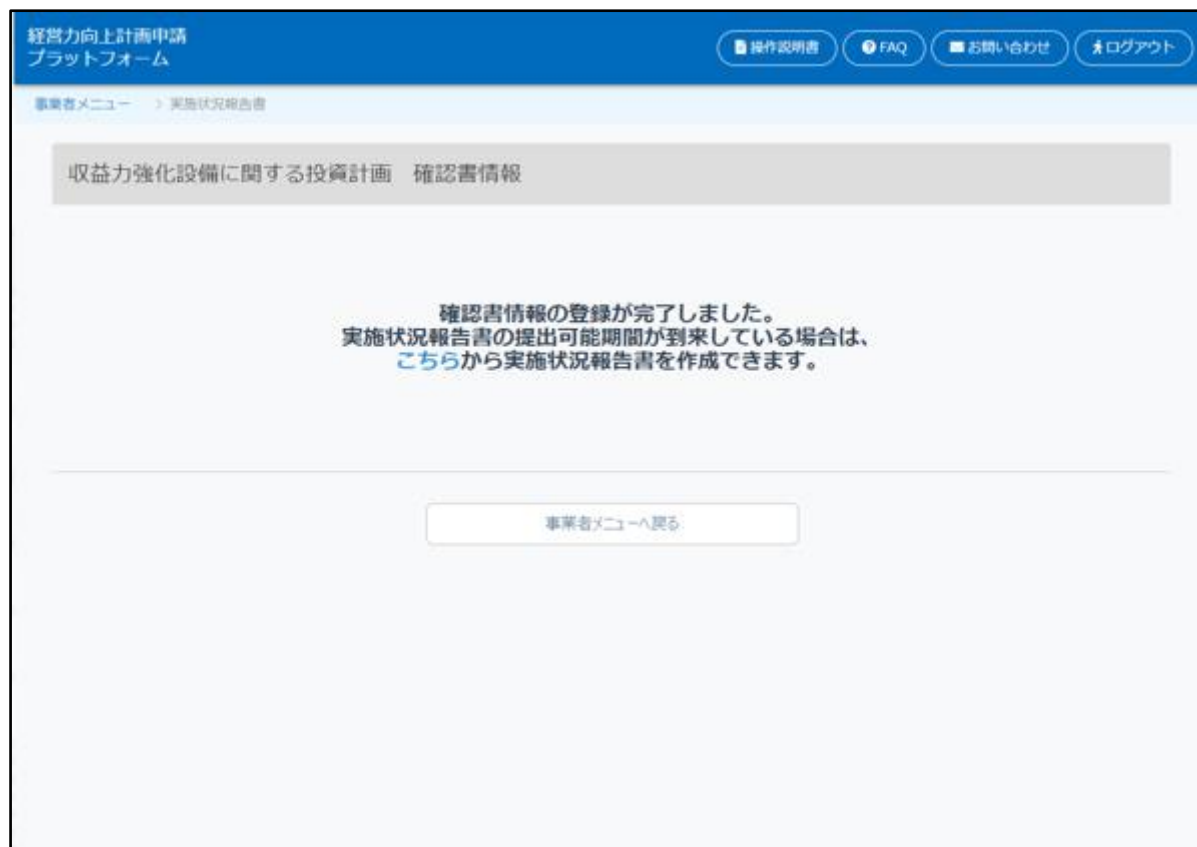 経営力向上計画申請
プラットフォーム
操作説明書
FAQ
お問い合わせ
ログアウト
事業者メニュー > 実施状況報告書
収益力強化設備に関する投資計画 確認書情報
確認書情報の登録が完了しました。
実施状況報告書の提出可能期間が到来している場合は、
こちらから実施状況報告書を作成できます。
事業者メニューへ戻る